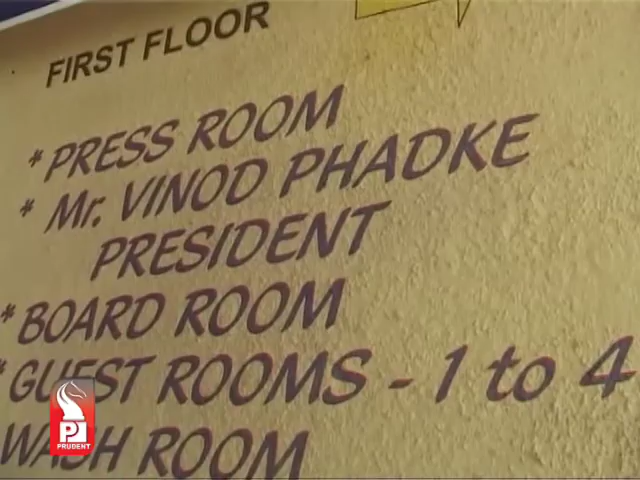 FIRST FLOOR
* PRESS ROOM
* Mr. VINOD PHADKE
PRESIDENT
* BOARD ROOM
* GUEST ROOMS - 1 to 4
WASH ROOM
PRUDENT